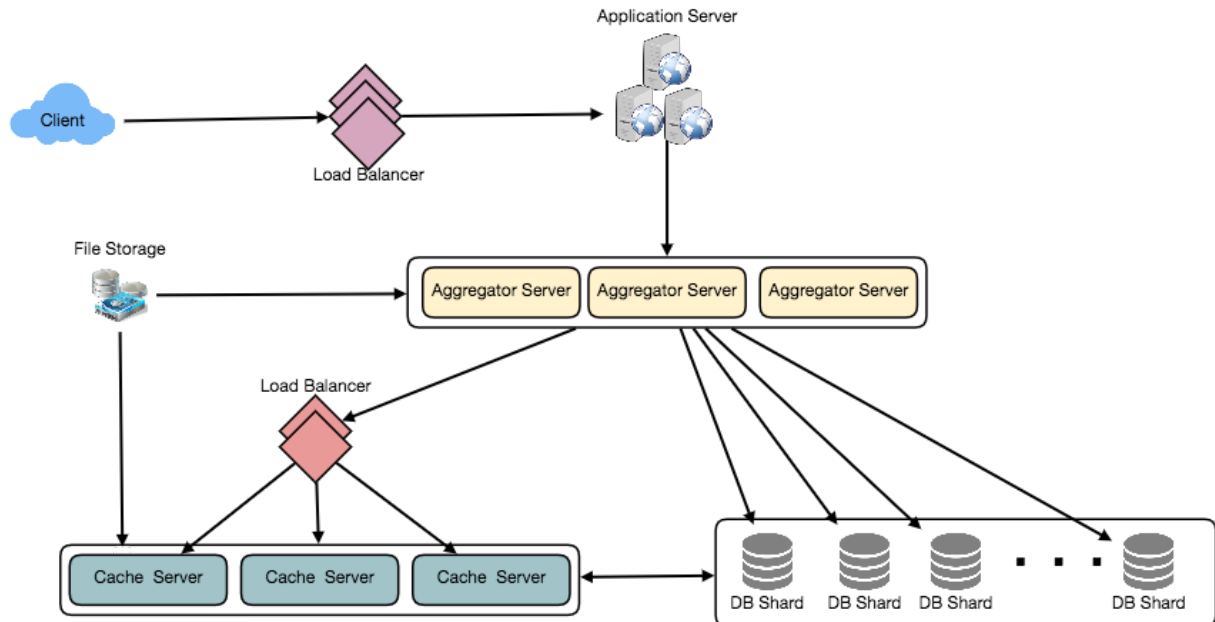 Application Server
Client
Load Balancer
File Storage
Aggregator Server
Aggregator Server
Aggregator Server
Load Balancer
Cache Server
Cache Server
Cache Server
DB Shard
DB Shard
DB Shard
DB Shard